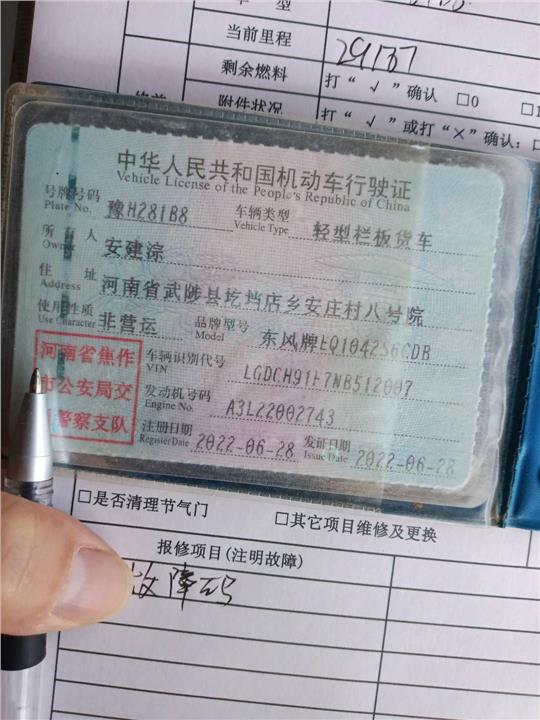 车 型
当前里程
29137
剩余燃料
打“√”确认 □0 □1
附件状况
打“√”或打“×”确认:□
中华人民共和国机动车行驶证
Vehicle License of the People's Republic of China
号牌号码 豫H281B8 车辆类型 轻型栏板货车
Plate No. Vehicle Type
所有人 安建淙
Owner
住址 河南省武陟县圪垱店乡安庄村八号院
Address
使用性质 非营运 品牌型号 东风牌EQ1042S6CDB
Use Character Model
河南省焦作
市公安局交
警察支队
车辆识别代号 LGDCH91F7NB512007
VIN
发动机号码 A3L22002743
Engine No.
注册日期 2022-06-28 发证日期 2022-06-28
Register Date Issue Date
□是否清理节气门 □其它项目维修及更换
报修项目(注明故障)
故障码